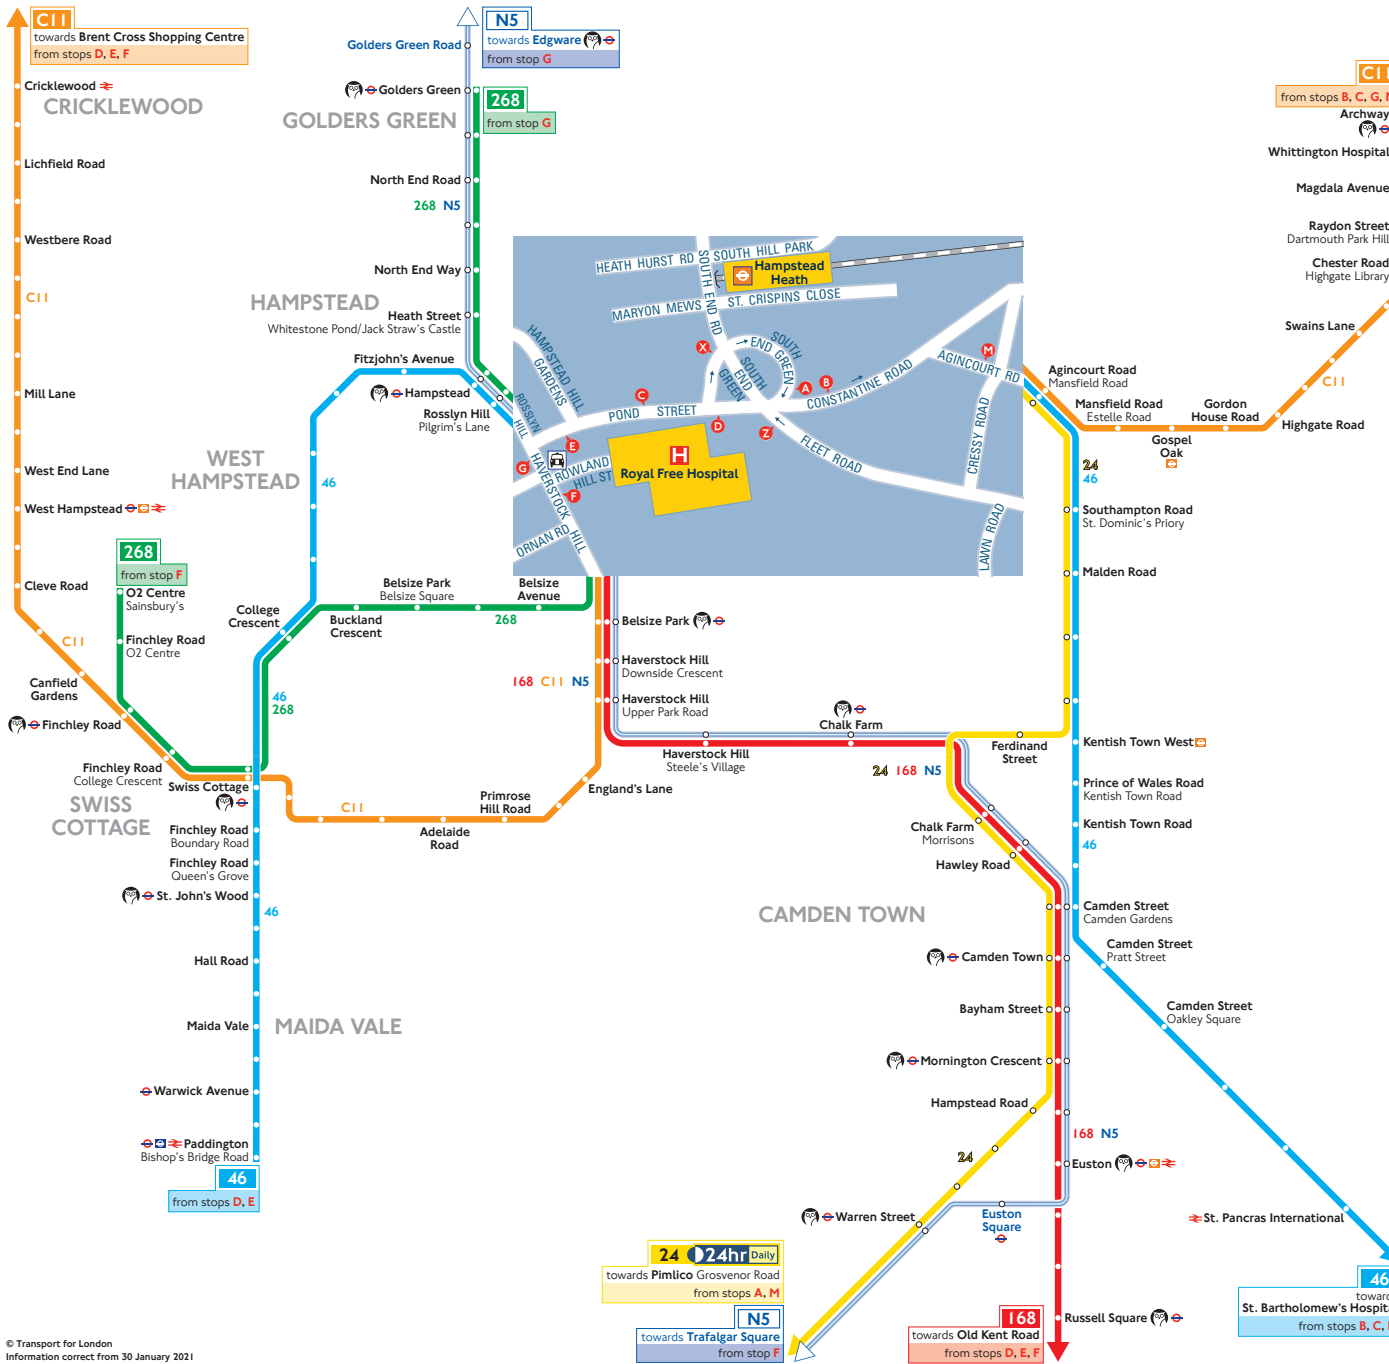 C11
towards Brent Cross Shopping Centre
from stops D, E, F
Cricklewood
CRICKLEWOOD
Lichfield Road
Westbere Road
C11
Mill Lane
West End Lane
West Hampstead
Cleve Road
C11
Canfield
Gardens
Finchley Road
N5
towards Edgware
from stop G
Golders Green Road
Golders Green
GOLDERS GREEN
268
from stop G
North End Road
268 N5
North End Way
HAMPSTEAD
Heath Street
Whitestone Pond/Jack Straw's Castle
Fitzjohn's Avenue
Hampstead
Rosslyn Hill
Pilgrim's Lane
WEST
HAMPSTEAD
46
268
from stop F
O2 Centre
Sainsbury's
Finchley Road
O2 Centre
College
Crescent
Belsize Park
Belsize Square
Belsize
Avenue
Buckland
Crescent
268
46
268
Finchley Road
College Crescent
Swiss Cottage
SWISS
COTTAGE
C11
Primrose
Hill Road
Adelaide
Road
England's Lane
Finchley Road
Boundary Road
Finchley Road
Queen's Grove
St. John's Wood
46
Hall Road
Maida Vale
MAIDA VALE
Warwick Avenue
Paddington
Bishop's Bridge Road
46
from stops D, E
HEATH HURST RD
SOUTH HILL PARK
SOUTH END RD
Hampstead
Heath
MARYON MEWS
ST. CRISPINS CLOSE
HAMPSTEAD HILL
GARDENS
SOUTH
END GREEN
SOUTH
END
GREEN
X
A
B
C
D
E
F
G
M
Z
AGINCOURT RD
CONSTANTINE ROAD
POND STREET
ROSSLYN
HILL
HAVERSTOCK HILL
ROWLAND
HILL ST
H
Royal Free Hospital
FLEET ROAD
CRESSY ROAD
LAWN ROAD
ORNAN RD
C11
from stops B, C, G,
Archway
Whittington Hospital
Magdala Avenue
Raydon Street
Dartmouth Park Hill
Chester Road
Highgate Library
Swains Lane
C11
Highgate Road
Gordon
House Road
Gospel
Oak
Mansfield Road
Estelle Road
Agincourt Road
Mansfield Road
24
46
Southampton Road
St. Dominic's Priory
Malden Road
Kentish Town West
Prince of Wales Road
Kentish Town Road
Kentish Town Road
46
Camden Street
Camden Gardens
Camden Street
Pratt Street
Camden Street
Oakley Square
St. Pancras International
46
St. Bartholomew's
from stops B, C,
Belsize Park
Haverstock Hill
Downside Crescent
168 C11 N5
Haverstock Hill
Upper Park Road
Haverstock Hill
Steele's Village
Chalk Farm
Ferdinand
Street
24 168 N5
Chalk Farm
Morrisons
Hawley Road
CAMDEN TOWN
Camden Town
Bayham Street
Mornington Crescent
Hampstead Road
168 N5
Euston
24
Warren Street
Euston
Square
24 24hr Daily
towards Pimlico Grosvenor Road
from stops A, M
N5
towards Trafalgar Square
from stop F
168
towards Old Kent Road
from stops D, E, F
Russell Square
© Transport for London
Information correct from 30 January 2021